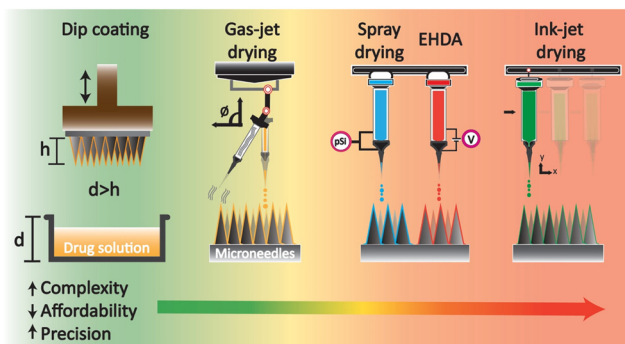 Dip coating
Gas-jet
drying
Spray
drying
EHDA
Ink-jet
drying
h
d>h
d
Drug solution
ø
pSi
V
y
x
Microneedles
↑ Complexity
↓ Affordability
↑ Precision